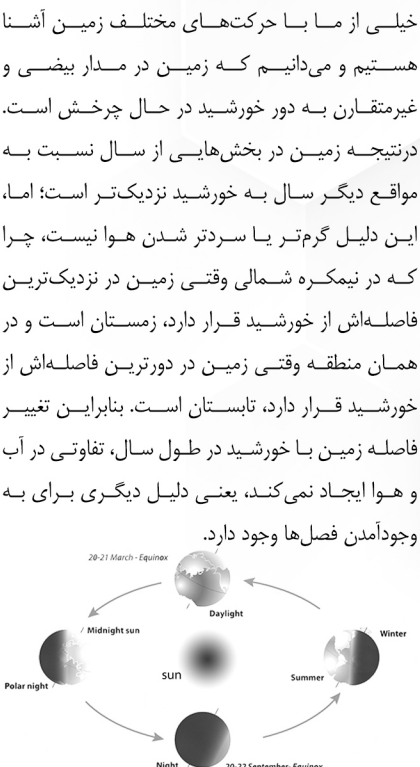 خیلی از ما با حرکت‌های مختلف زمین آشنا
هستیم و می‌دانیم که زمین در مدار بیضی و
غیرمتقارن به دور خورشید در حال چرخش است.
درنتیجه زمین در بخش‌هایی از سال نسبت به
مواقع دیگر سال به خورشید نزدیک‌تر است؛ اما،
این دلیل گرم‌تر یا سردتر شدن هوا نیست، چرا
که در نیمکره شمالی وقتی زمین در نزدیک‌ترین
فاصله‌اش از خورشید قرار دارد، زمستان است و در
همان منطقه وقتی زمین در دورترین فاصله‌اش از
خورشید قرار دارد، تابستان است. بنابراین تغییر
فاصله زمین با خورشید در طول سال، تفاوتی در آب
و هوا ایجاد نمی‌کند، یعنی دلیل دیگری برای به
وجودآمدن فصل‌ها وجود دارد.
20-21 March - Equinox
Daylight
Midnight sun
Winter
sun
Summer
Polar night
Night
20-22 September- Equinox